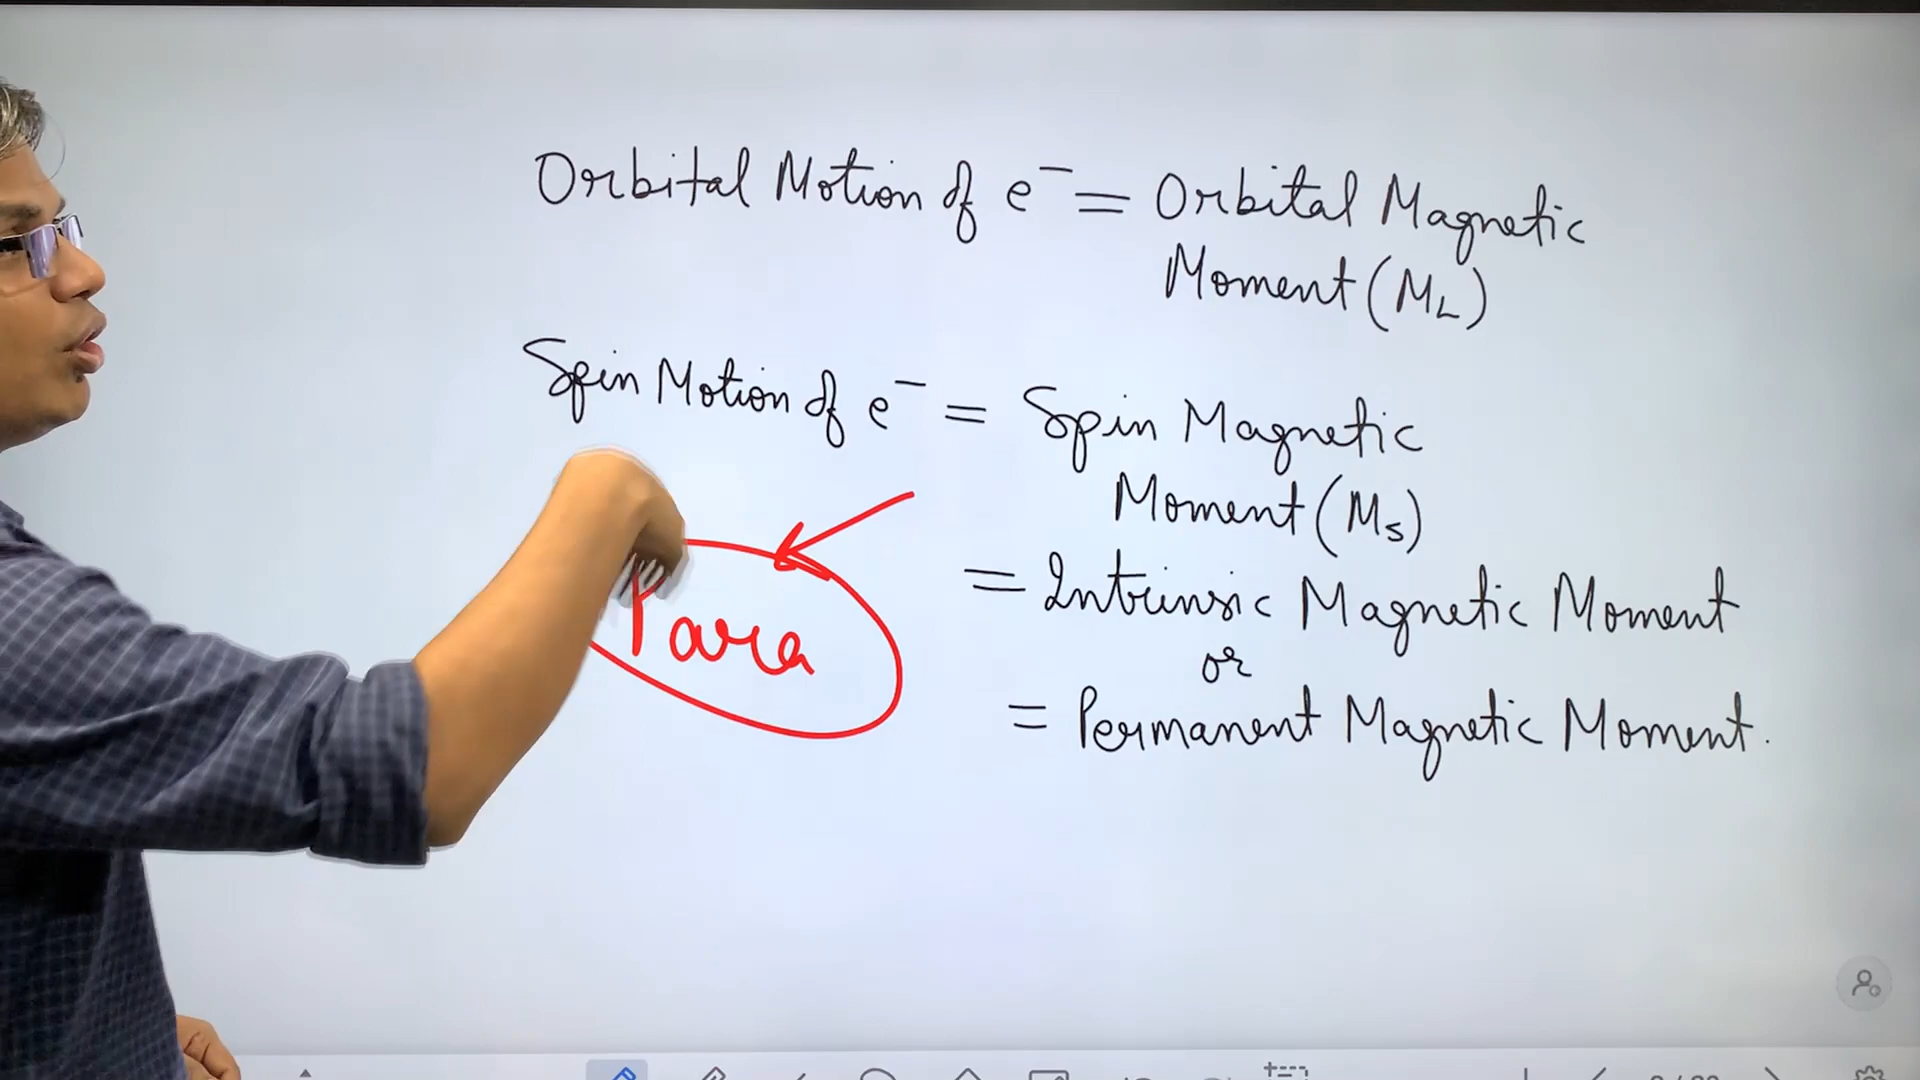 Orbital Motion of e⁻ = Orbital Magnetic
Moment (M_L)
Spin Motion of e⁻ = Spin Magnetic
Moment (M_S)
= Intrinsic Magnetic Moment
or
= Permanent Magnetic Moment.
Para